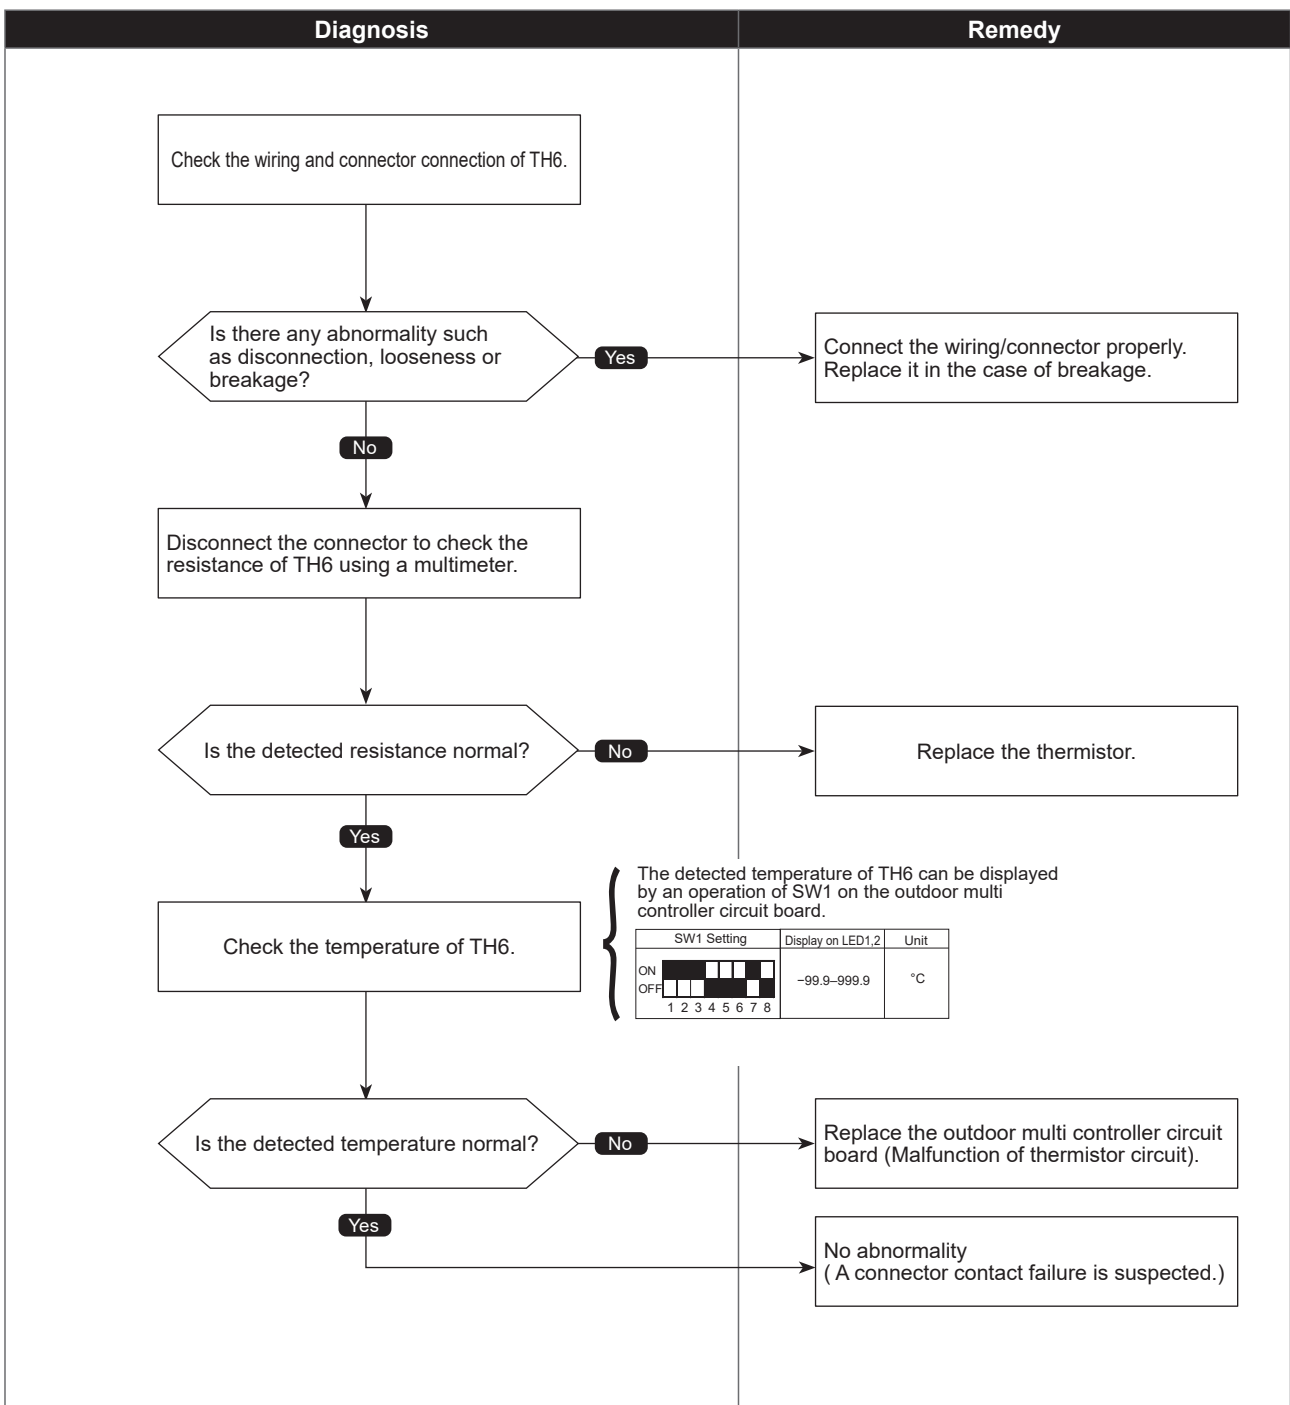 Diagnosis
Remedy
Check the wiring and connector connection of TH6.
Is there any abnormality such
as disconnection, looseness or
breakage?
Yes
Connect the wiring/connector properly.
Replace it in the case of breakage.
No
Disconnect the connector to check the
resistance of TH6 using a multimeter.
Is the detected resistance normal?
No
Replace the thermistor.
Yes
The detected temperature of TH6 can be displayed
by an operation of SW1 on the outdoor multi
controller circuit board.
Check the temperature of TH6.
SW1 Setting
Display on LED1,2
Unit
ON
OFF
1 2 3 4 5 6 7 8
−99.9–999.9
°C
Is the detected temperature normal?
No
Replace the outdoor multi controller circuit
board (Malfunction of thermistor circuit).
Yes
No abnormality
( A connector contact failure is suspected.)